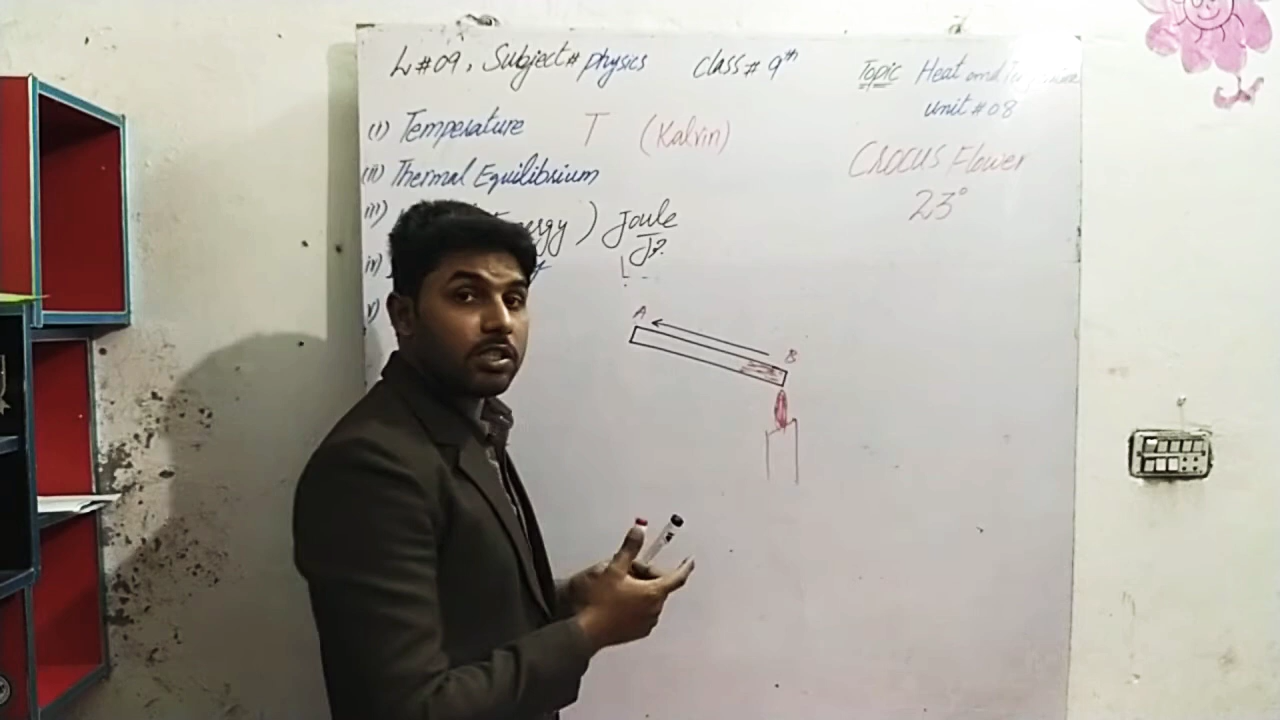 L#09, Subject# physics class# 9th Topic Heat and
unit#08
(i) Temperature T (Kalvin)
Crocus Flower
(ii) Thermal Equilibrium
23°
iii) ) Joule
J?
iv)
v)
A
B